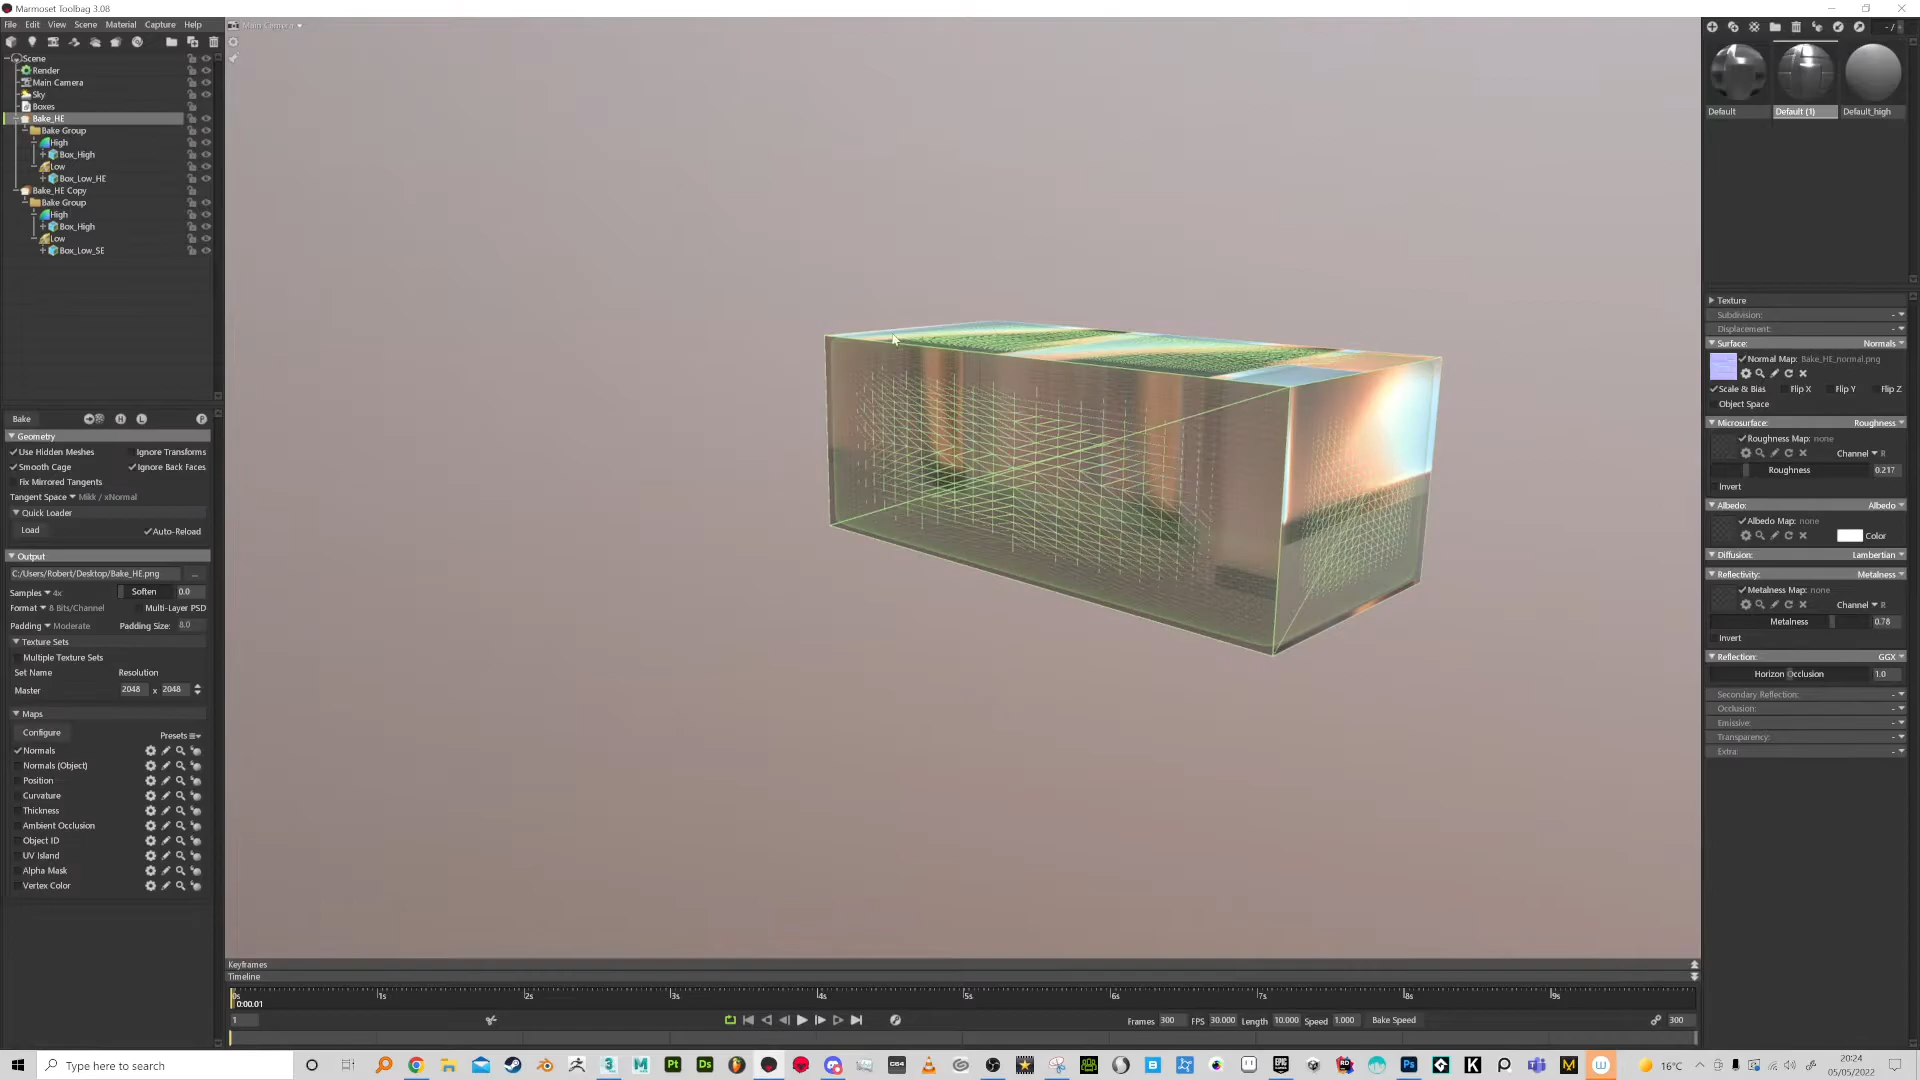 Marmoset Toolbag 3.08
File Edit View Scene Material Capture Help
Main Camera
Scene
Render
Main Camera
Sky
Boxes
Bake_HE
Bake Group
High
Box_High
Low
Box_Low_HE
Bake_HE Copy
Bake Group
High
Box_High
Low
Box_Low_SE
Bake
Geometry
Use Hidden Meshes Ignore Transforms
Smooth Cage Ignore Back Faces
Fix Mirrored Tangents
Tangent Space Mikk / xNormal
Quick Loader
Load Auto-Reload
Output
C:/Users/Robert/Desktop/Bake_HE.png ...
Samples 4x Soften 0.0
Format 8 Bits/Channel Multi-Layer PSD
Padding Moderate Padding Size: 8.0
Texture Sets
Multiple Texture Sets
Set Name Resolution
Master 2048 x 2048
Maps
Configure Presets
Normals
Normals (Object)
Position
Curvature
Thickness
Ambient Occlusion
Object ID
UV Island
Alpha Mask
Vertex Color
Default Default (1) Default_high
Texture
Subdivision: -
Displacement: -
Surface: Normals
Normal Map: Bake_HE_normal.png
Scale & Bias Flip X Flip Y Flip Z
Object Space
Microsurface: Roughness
Roughness Map: none
Channel R
Roughness 0.217
Invert
Albedo: Albedo
Albedo Map: none
Color
Diffusion: Lambertian
Reflectivity: Metalness
Metalness Map: none
Channel R
Metalness 0.78
Invert
Reflection: GGX
Horizon Occlusion 1.0
Secondary Reflection: -
Occlusion: -
Emissive: -
Transparency: -
Extra: -
Keyframes
Timeline
0s 1s 2s 3s 4s 5s 6s 7s 8s 9s
0:00.01
1 Frames 300 FPS 30.000 Length 10.000 Speed 1.000 Bake Speed 300
Type here to search
16°C
20:24
05/05/2022